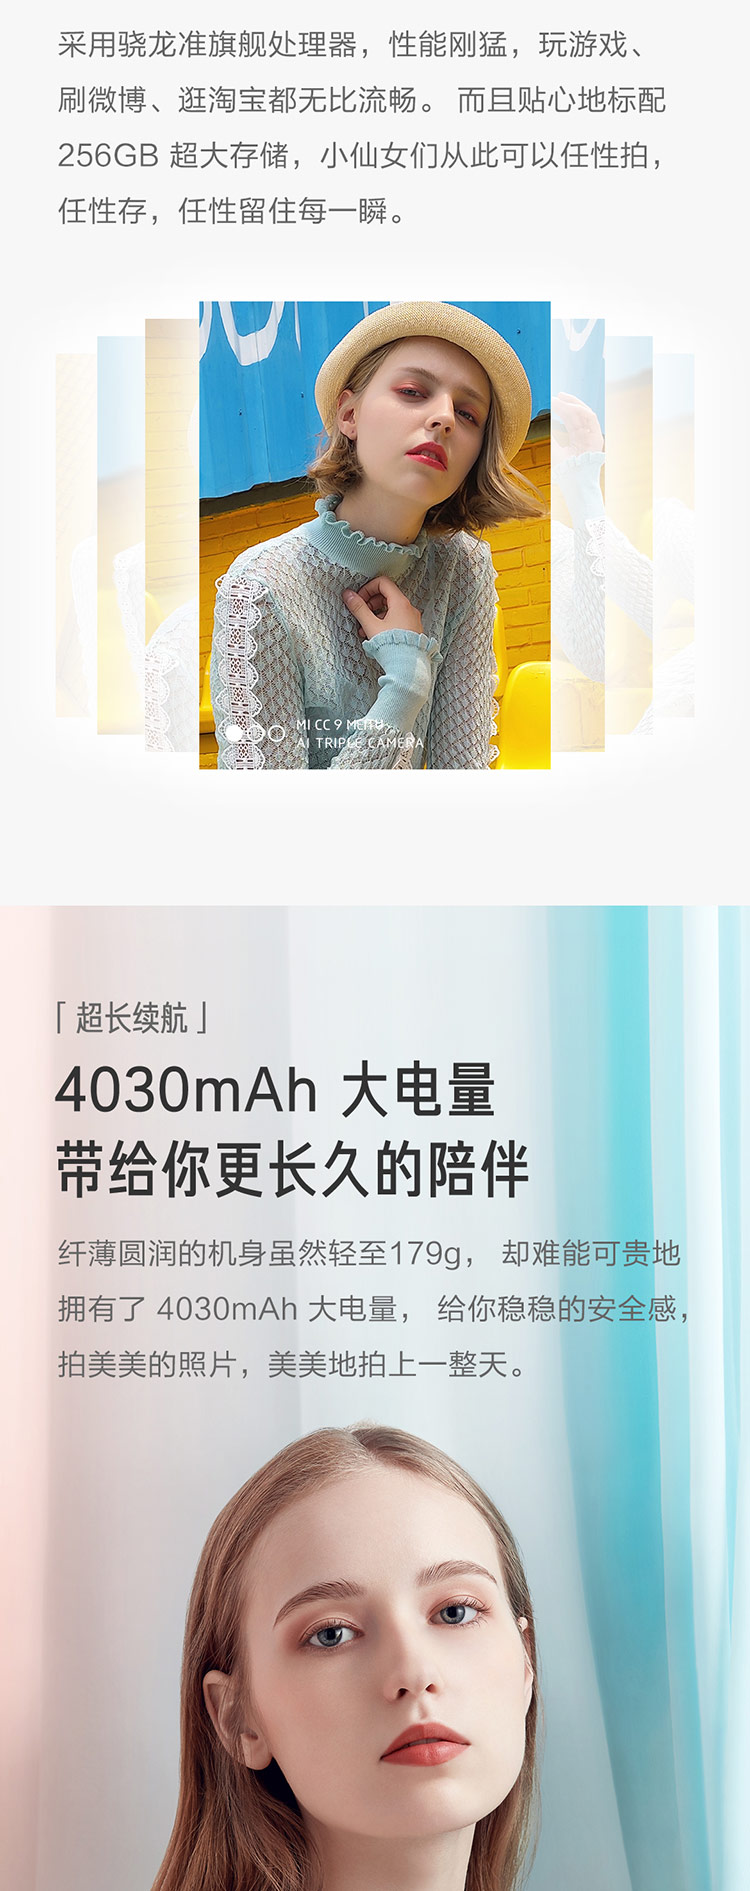 采用骁龙准旗舰处理器，性能刚猛，玩游戏、
刷微博、逛淘宝都无比流畅。 而且贴心地标配
256GB 超大存储，小仙女们从此可以任性拍，
任性存，任性留住每一瞬。
MI CC 9 MEITU
AI TRIPLE CAMERA
「 超长续航 」
4030mAh 大电量
带给你更长久的陪伴
纤薄圆润的机身虽然轻至179g， 却难能可贵地
拥有了 4030mAh 大电量， 给你稳稳的安全感，
拍美美的照片，美美地拍上一整天。